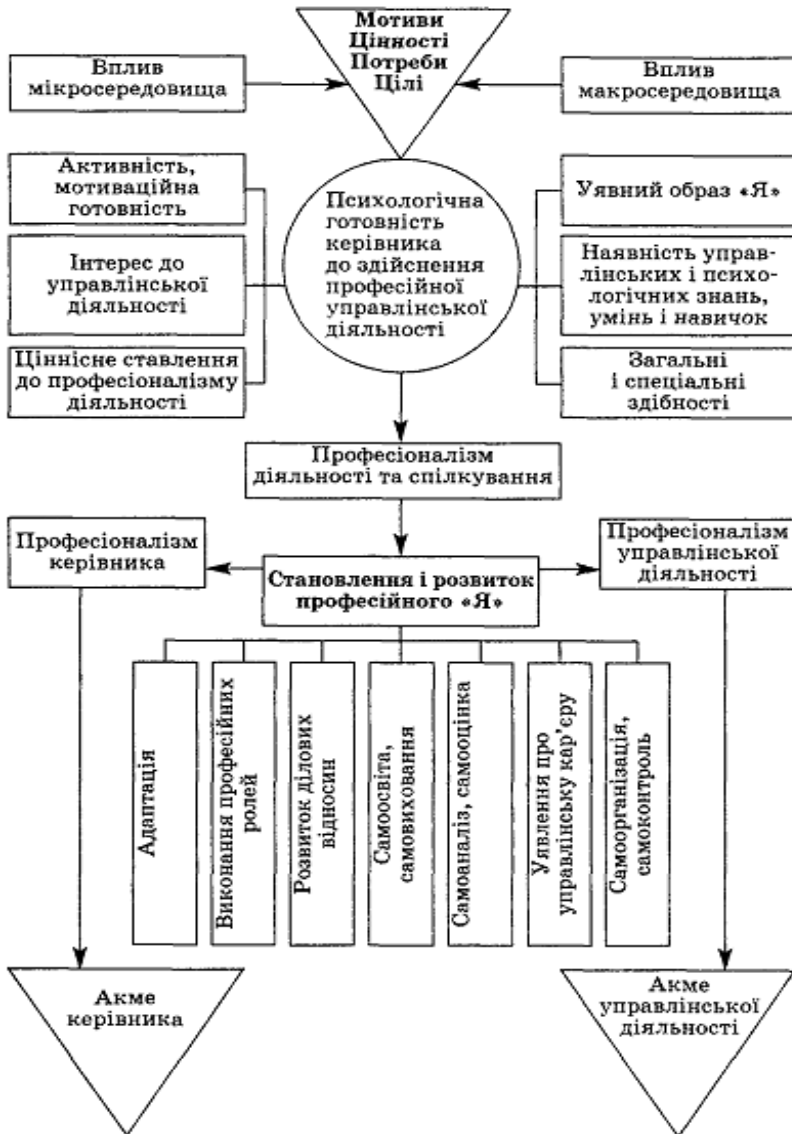 Мотиви
Цінності
Потреби
Цілі
Вплив
мікросередовища
Вплив
макросередовища
Активність,
мотиваційна
готовність
Інтерес до
управлінської
діяльності
Ціннісне ставлення
до професіоналізму
діяльності
Психологічна
готовність
керівника
до здійснення
професійної
управлінської
діяльності
Уявний образ «Я»
Наявність управ-
лінських і психо-
логічних знань,
умінь і навичок
Загальні
і спеціальні
здібності
Професіоналізм
діяльності та спілкування
Професіоналізм
керівника
Становлення і розвиток
професійного «Я»
Професіоналізм
управлінської
діяльності
Адаптація
Виконання професійних
ролей
Розвиток ділових
відносин
Самоосвіта,
самовиховання
Самоаналіз, самооцінка
Уявлення про
управлінську кар’єру
Самоорганізація,
самоконтроль
Акме
керівника
Акме
управлінської
діяльності